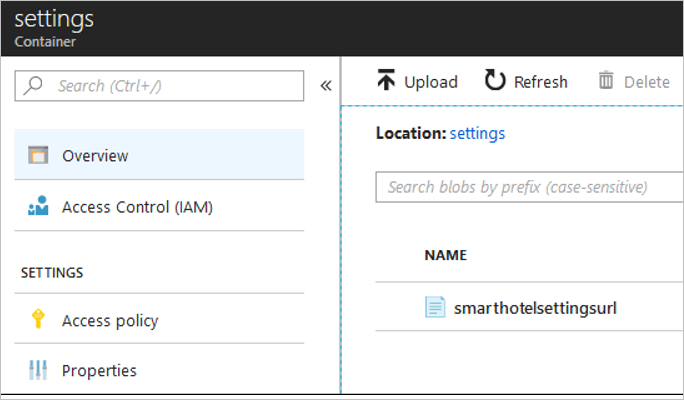 settings
Container
Search (Ctrl+/)
«
Overview
Access Control (IAM)
SETTINGS
Access policy
Properties
Upload Refresh Delete
Location: settings
Search blobs by prefix (case-sensitive)
NAME
smarthotelsettingsurl